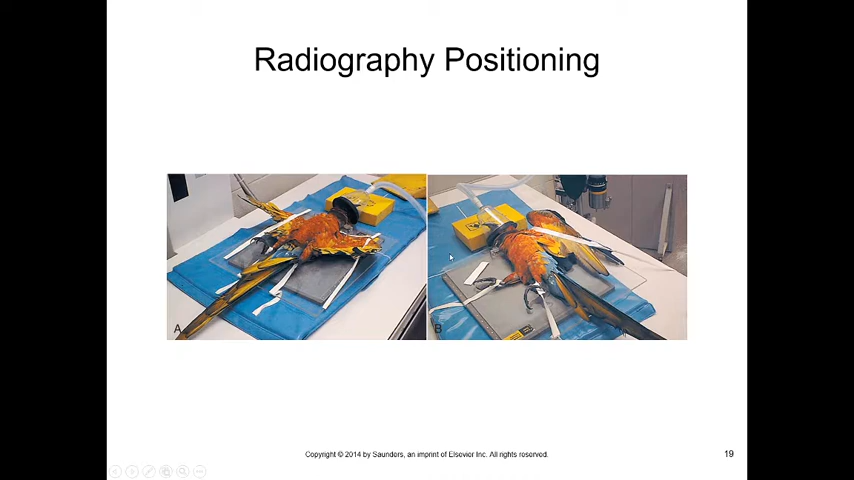 Radiography Positioning
A
B
Copyright © 2014 by Saunders, an imprint of Elsevier Inc. All rights reserved.
19